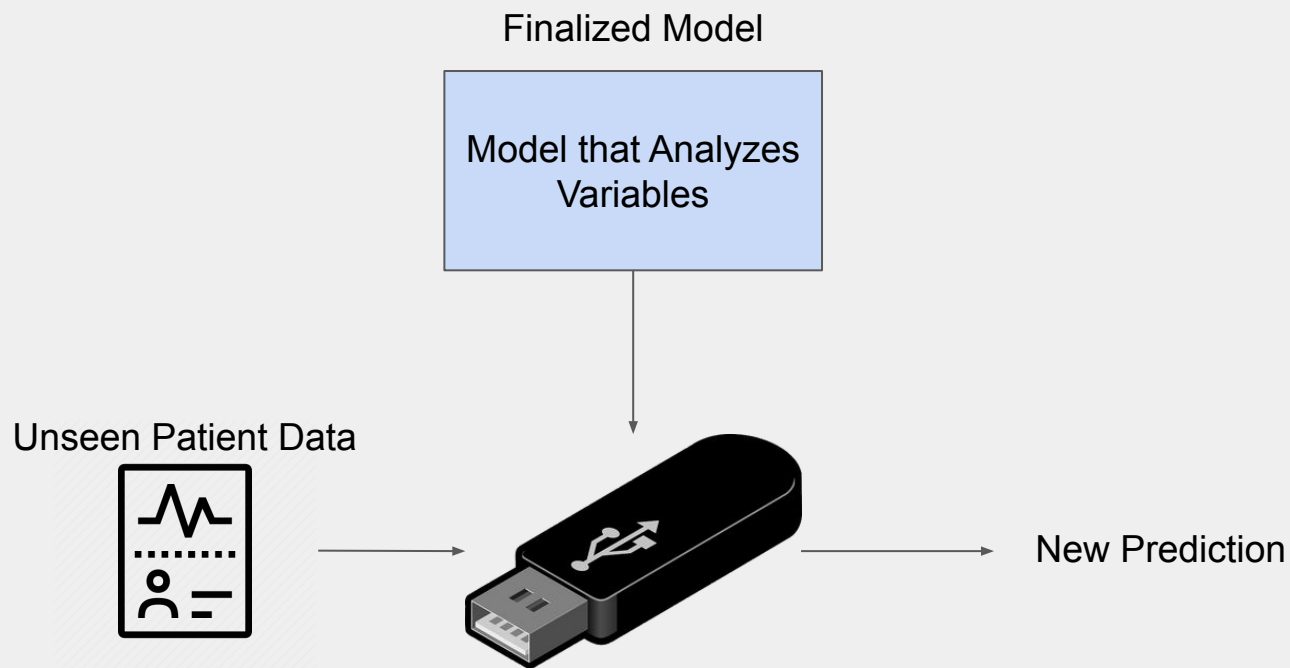 Finalized Model
Model that Analyzes
Variables
Unseen Patient Data
New Prediction